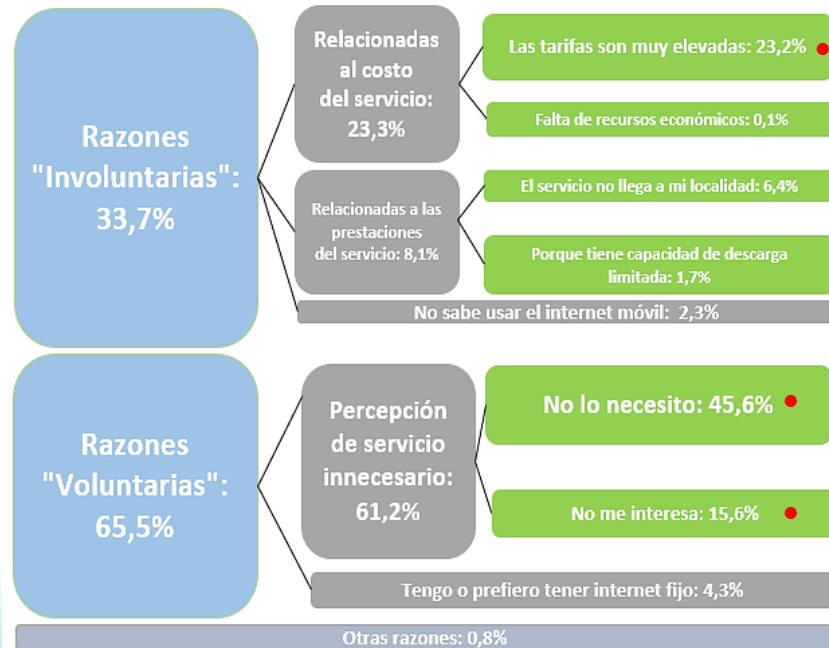 Razones
"Involuntarias":
33,7%
Relacionadas
al costo
del servicio:
23,3%
Las tarifas son muy elevadas: 23,2%
Falta de recursos económicos: 0,1%
Relacionadas a las
prestaciones
del servicio: 8,1%
El servicio no llega a mi localidad: 6,4%
Porque tiene capacidad de descarga
limitada: 1,7%
No sabe usar el internet móvil: 2,3%
Razones
"Voluntarias":
65,5%
Percepción
de servicio
innecesario:
61,2%
No lo necesito: 45,6%
No me interesa: 15,6%
Tengo o prefiero tener internet fijo: 4,3%
Otras razones: 0,8%